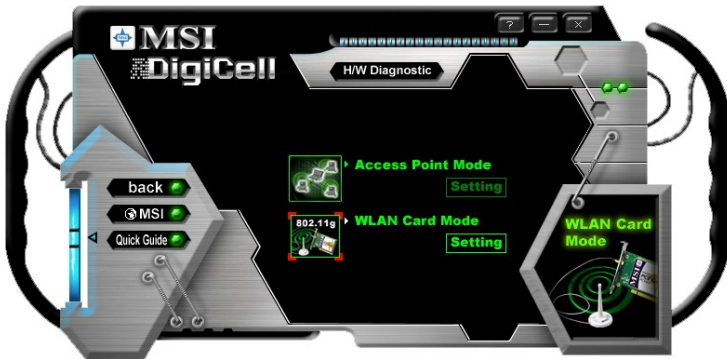 MSI
DigiCell
?
H/W Diagnostic
Access Point Mode
Setting
802.11g
WLAN Card Mode
Setting
back
MSI
Quick Guide
WLAN Card
Mode
MSI